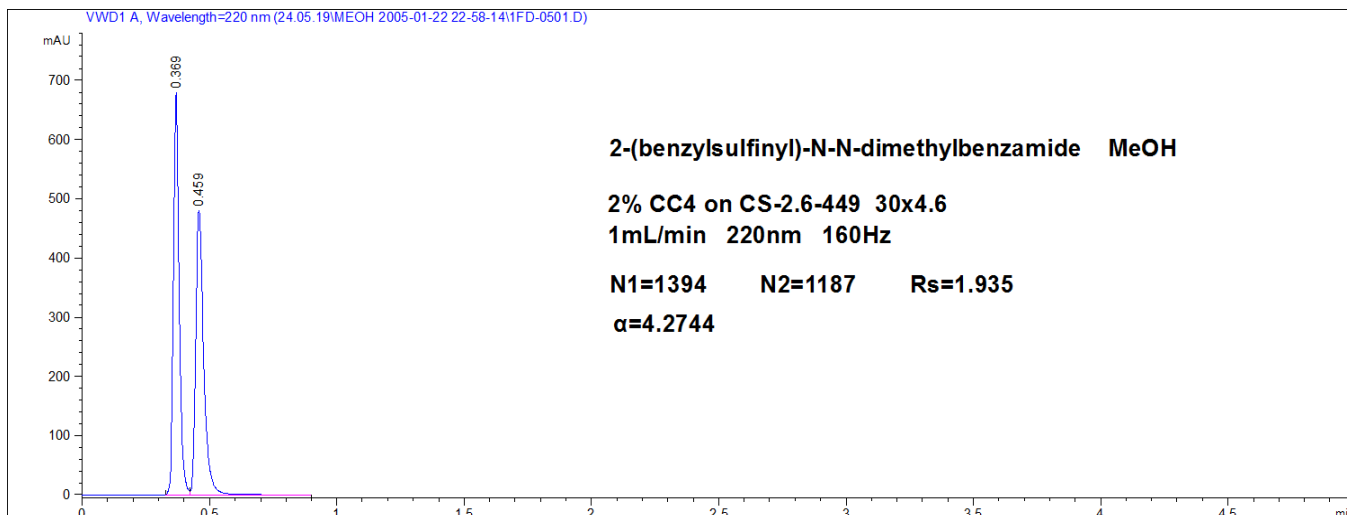 VWD1 A, Wavelength=220 nm (24.05.19\MEOH 2005-01-22 22-58-14\1FD-0501.D)
mAU
700
600
500
400
300
200
100
0
0.369
0.459
2-(benzylsulfinyl)-N-N-dimethylbenzamide MeOH
2% CC4 on CS-2.6-449 30x4.6
1mL/min 220nm 160Hz
N1=1394 N2=1187 Rs=1.935
α=4.2744
0 0.5 1 1.5 2 2.5 3 3.5 4 4.5